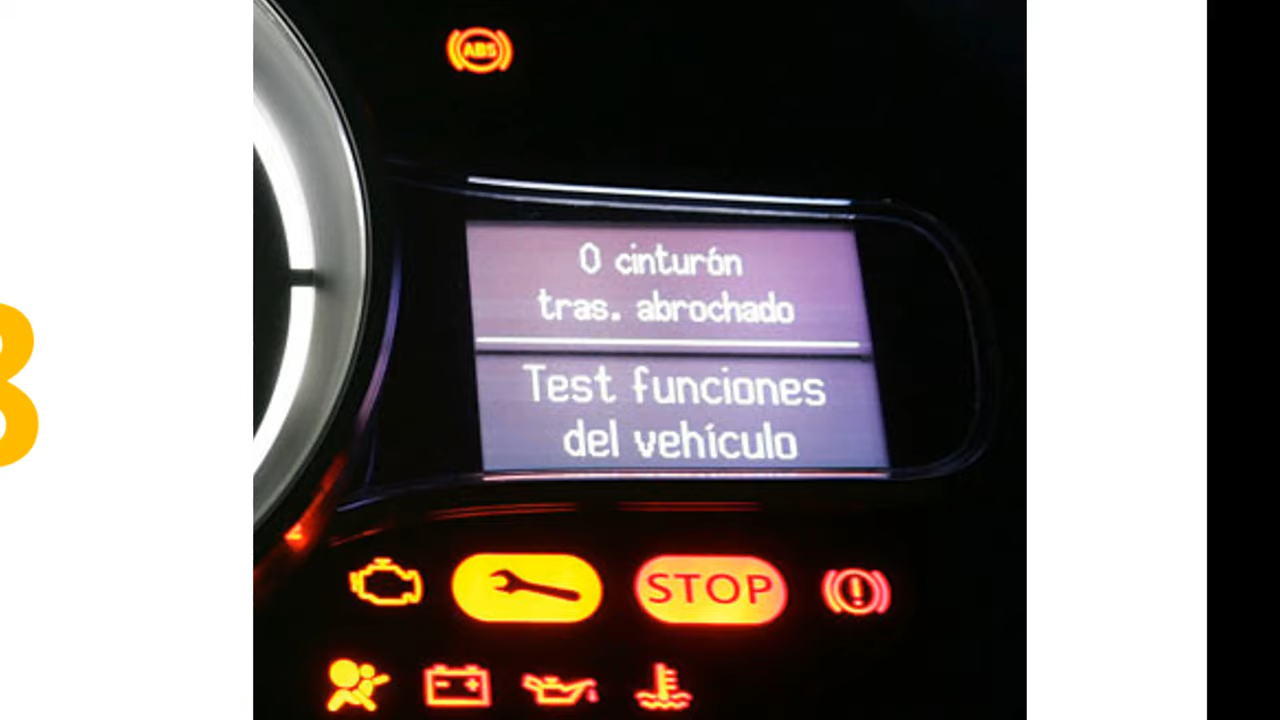 ABS
0 cinturón
tras. abrochado
Test funciones
del vehículo
STOP